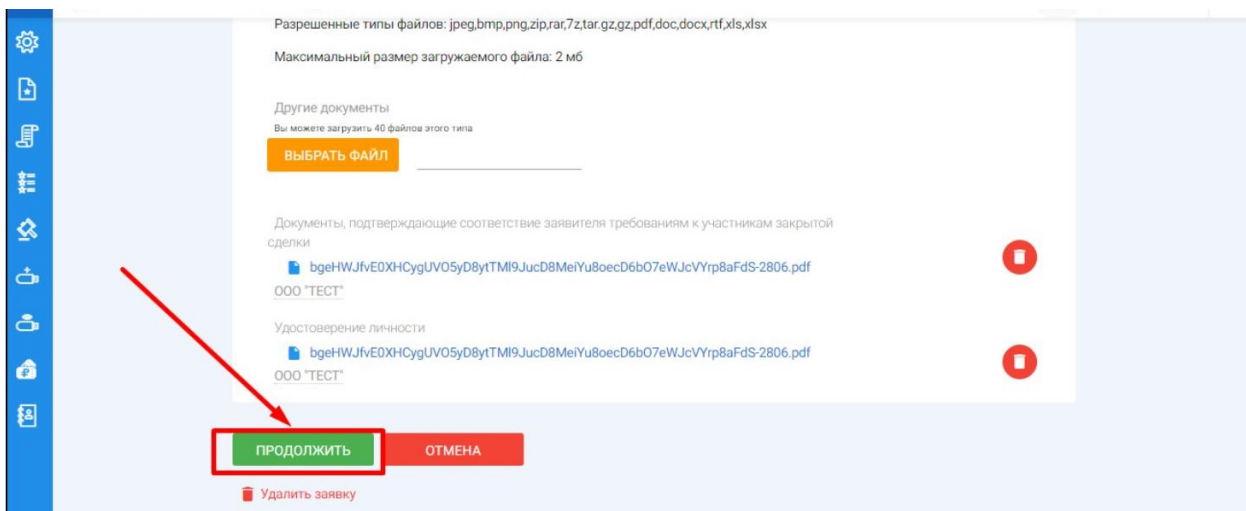 Разрешенные типы файлов: jpeg,bmp,png,zip,rar,7z,tar.gz,gz,pdf,doc,docx,rtf,xls,xlsx
Максимальный размер загружаемого файла: 2 мб
Другие документы
Вы можете загрузить 40 файлов этого типа
ВЫБРАТЬ ФАЙЛ
Документы, подтверждающие соответствие заявителя требованиям к участникам закрытой
сделки
bgeHWJfvE0XHCygUVO5yD8ytTMl9JucD8MeiYu8oecD6bO7eWJcVYrp8aFdS-2806.pdf
ООО "ТЕСТ"
Удостоверение личности
bgeHWJfvE0XHCygUVO5yD8ytTMl9JucD8MeiYu8oecD6bO7eWJcVYrp8aFdS-2806.pdf
ООО "ТЕСТ"
ПРОДОЛЖИТЬ ОТМЕНА
Удалить заявку